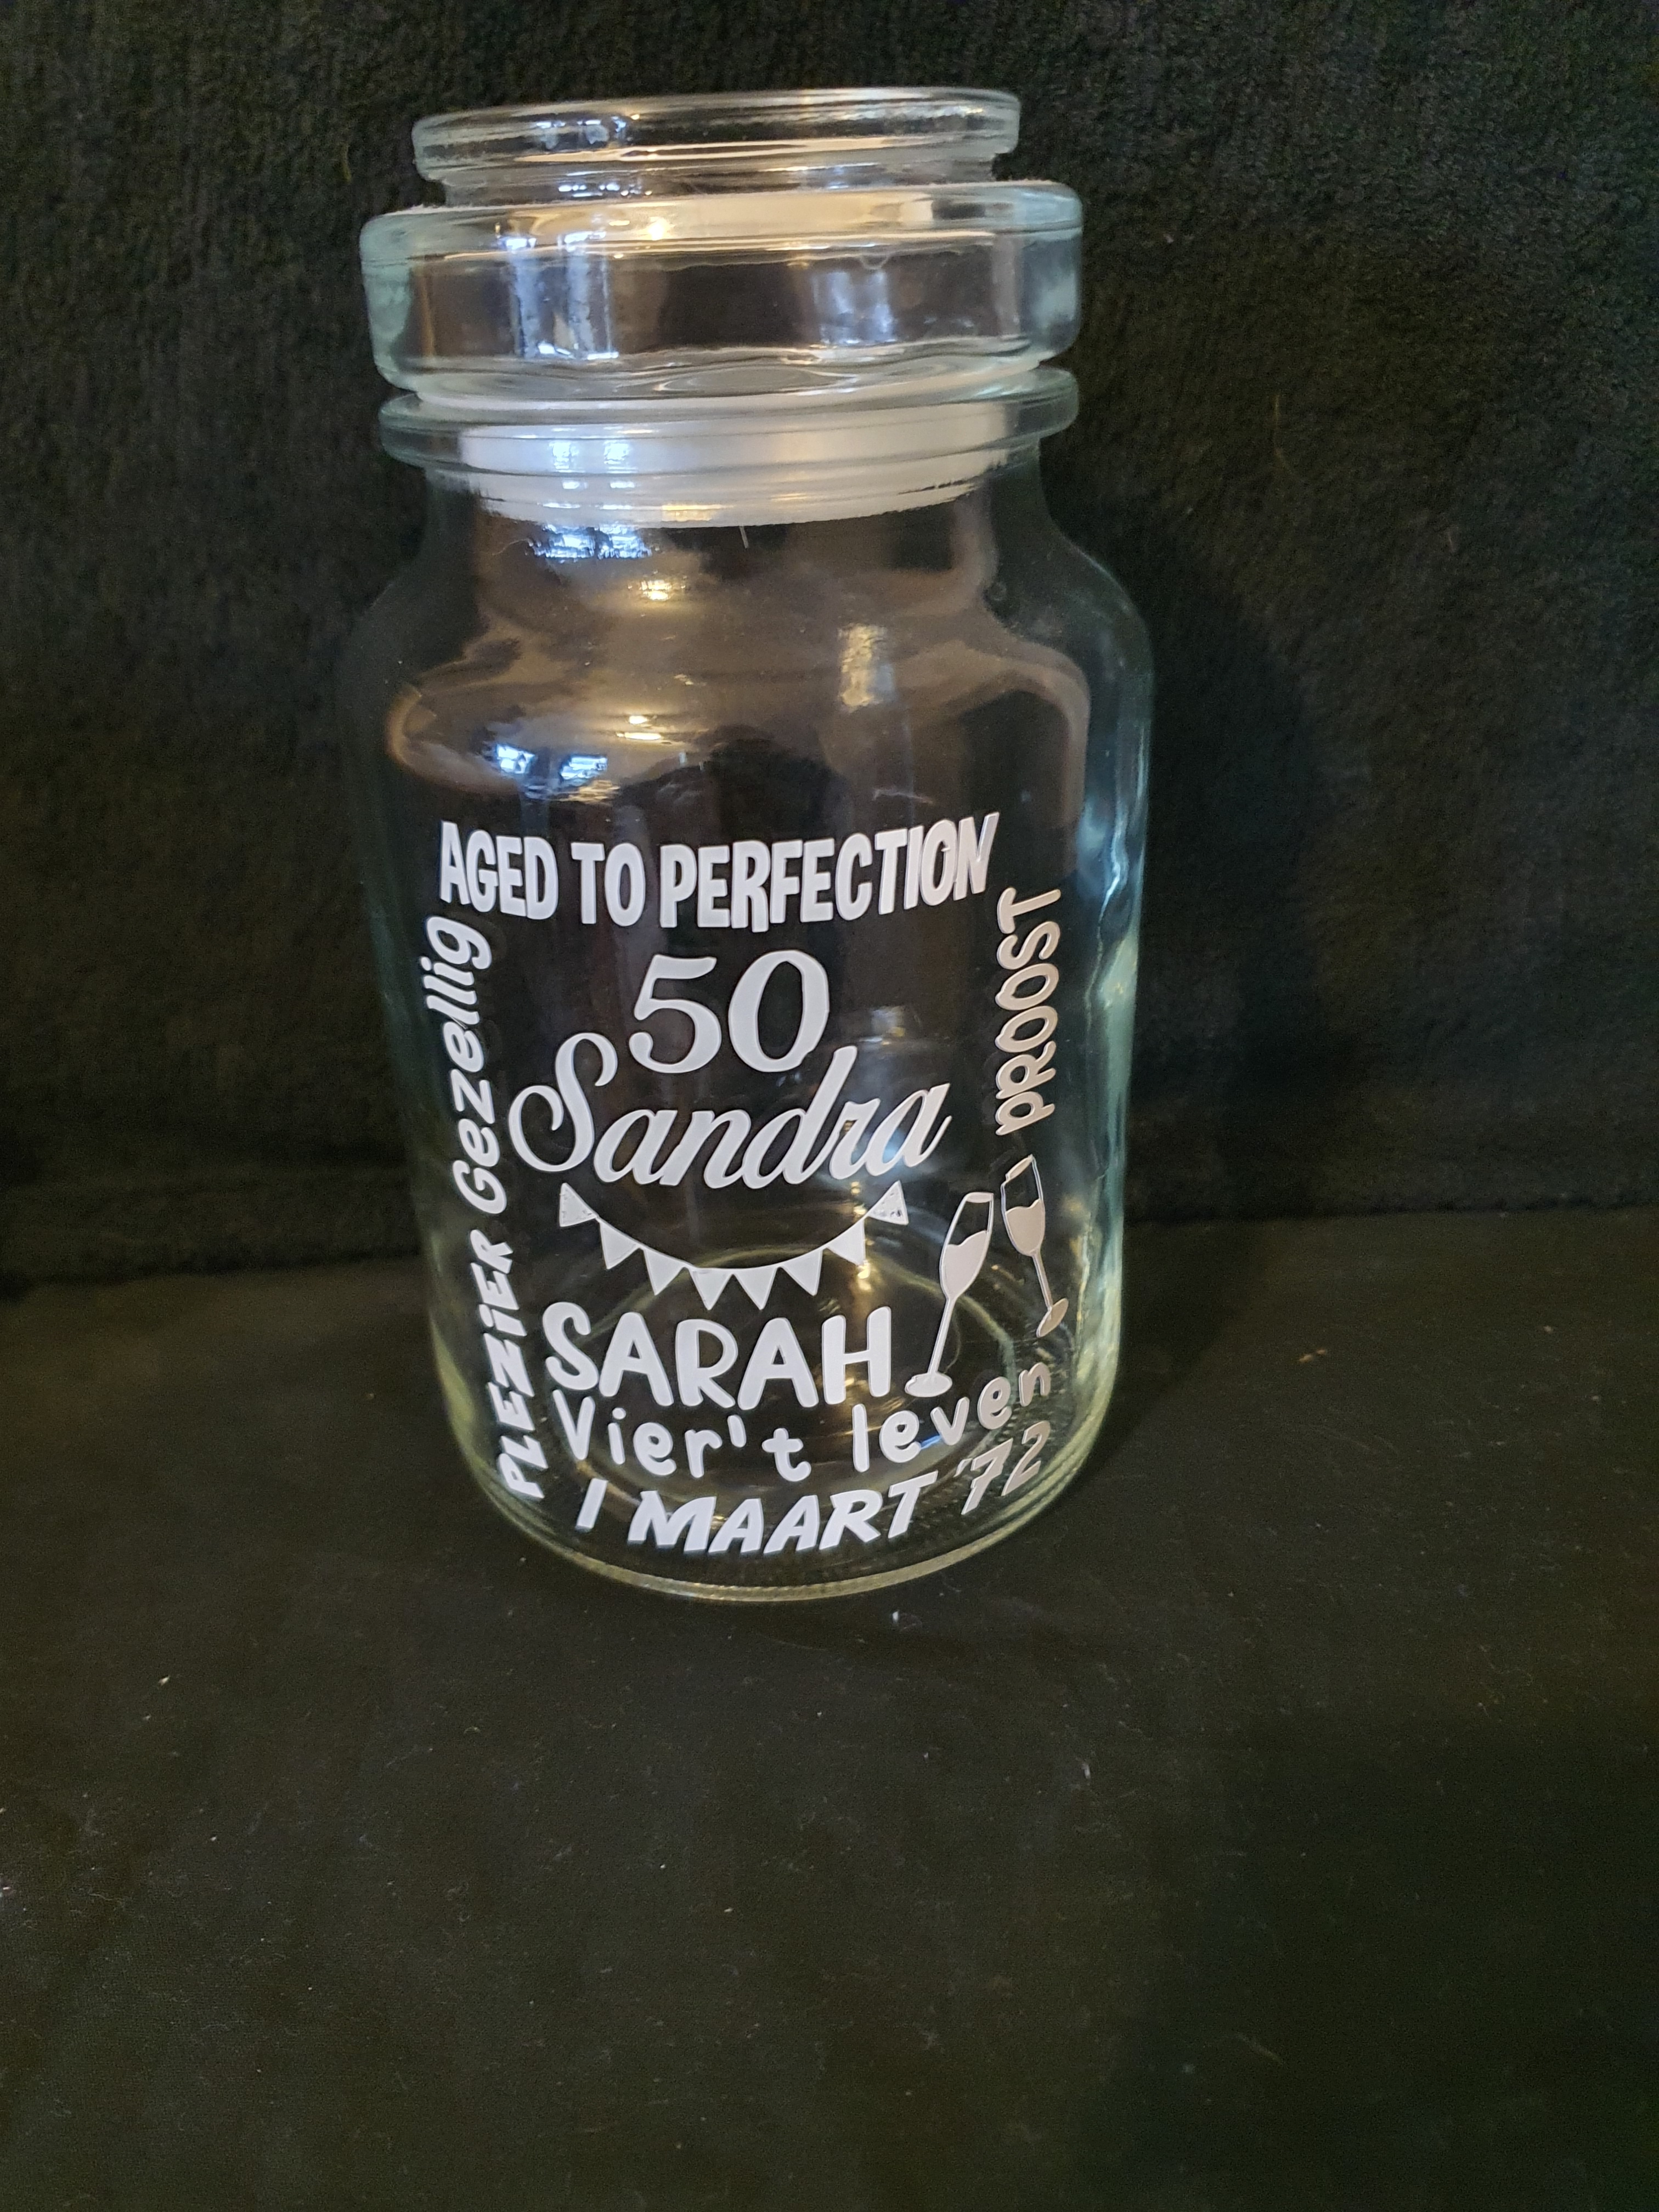 AGED TO PERFECTION
50
Sandra
SARAH
Vier't leven
1 MAART '72
PLEZIER Gezellig
PROOST